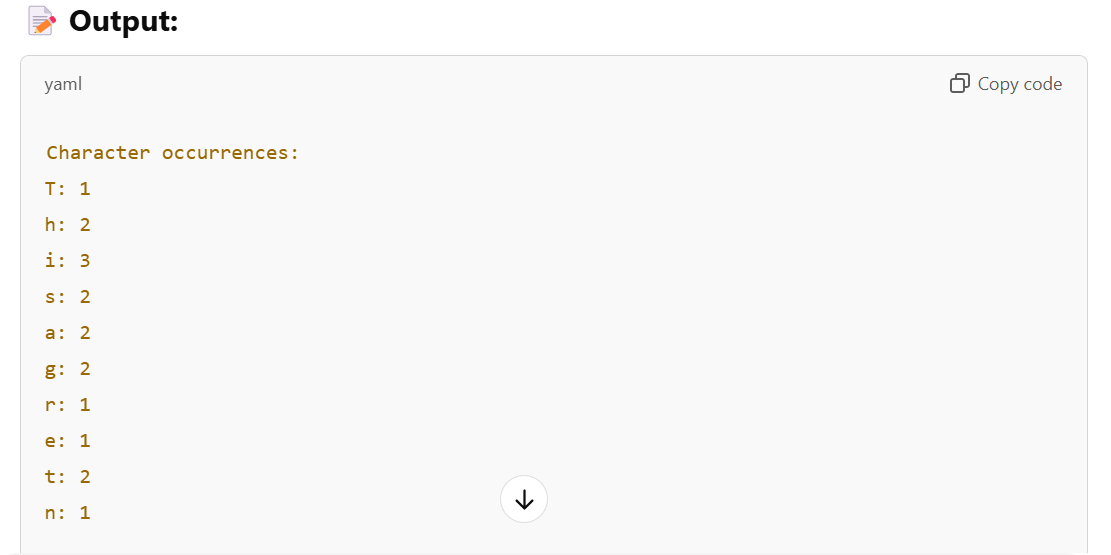 Output:
yaml
Copy code
Character occurrences:
T: 1
h: 2
i: 3
s: 2
a: 2
g: 2
r: 1
e: 1
t: 2
n: 1